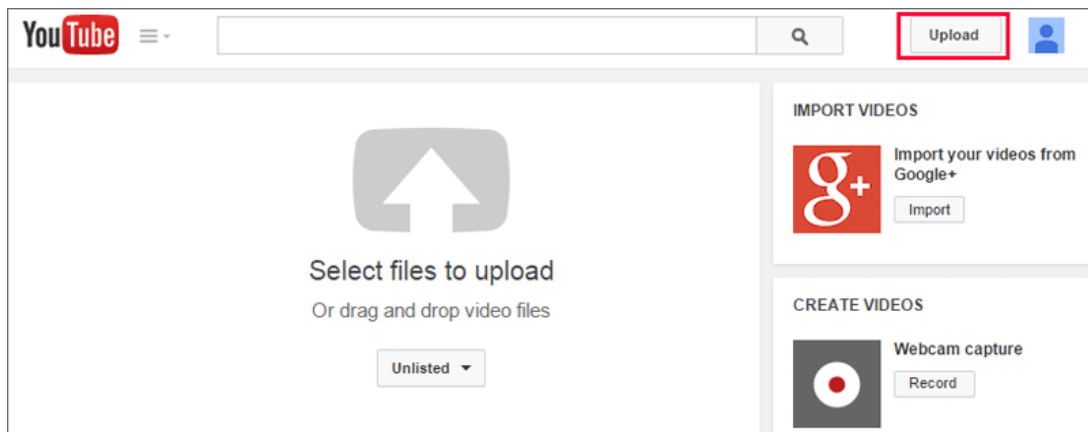 YouTube
Upload
Select files to upload
Or drag and drop video files
Unlisted
IMPORT VIDEOS
g+
Import your videos from
Google+
Import
CREATE VIDEOS
Webcam capture
Record